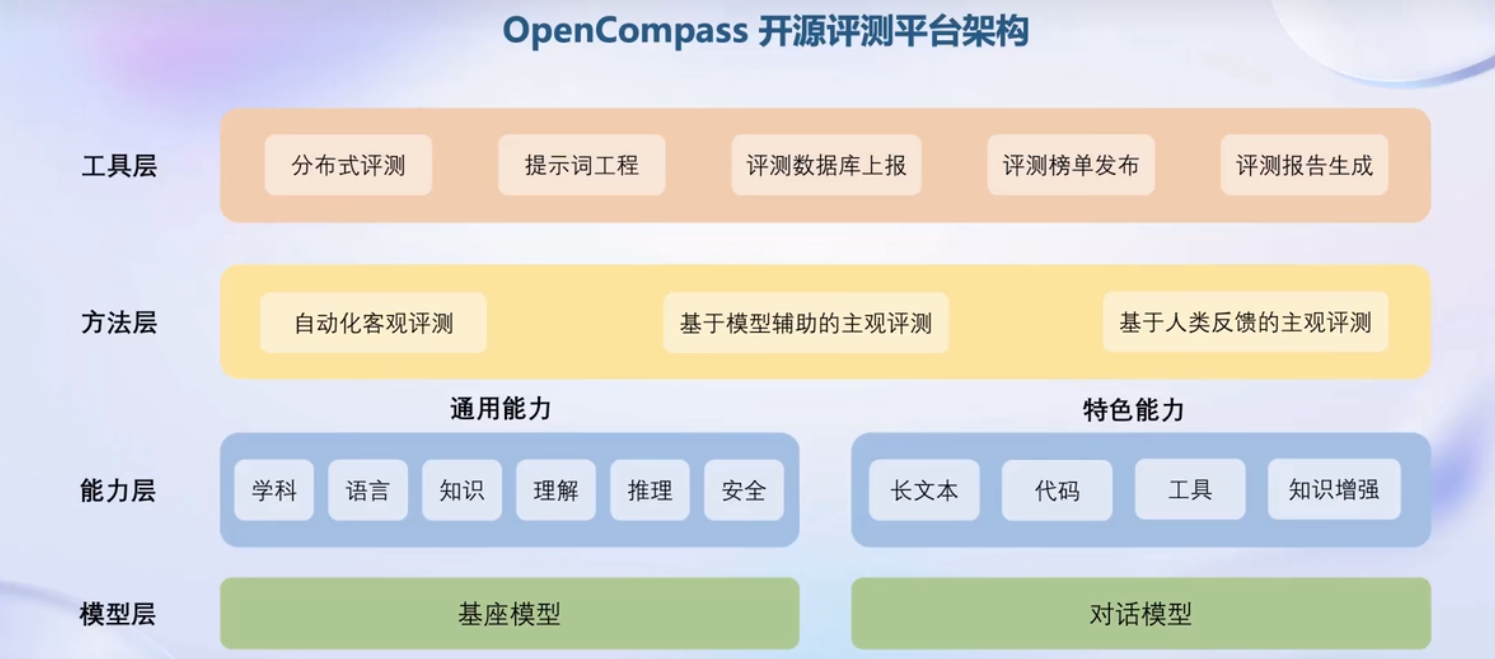 OpenCompass 开源评测平台架构
工具层
分布式评测
提示词工程
评测数据库上报
评测榜单发布
评测报告生成
方法层
自动化客观评测
基于模型辅助的主观评测
基于人类反馈的主观评测
通用能力
特色能力
能力层
学科
语言
知识
理解
推理
安全
长文本
代码
工具
知识增强
模型层
基座模型
对话模型